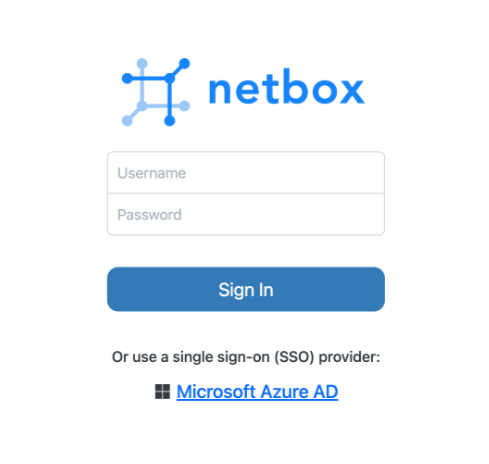 netbox
Username
Password
Sign In
Or use a single sign-on (SSO) provider:
Microsoft Azure AD